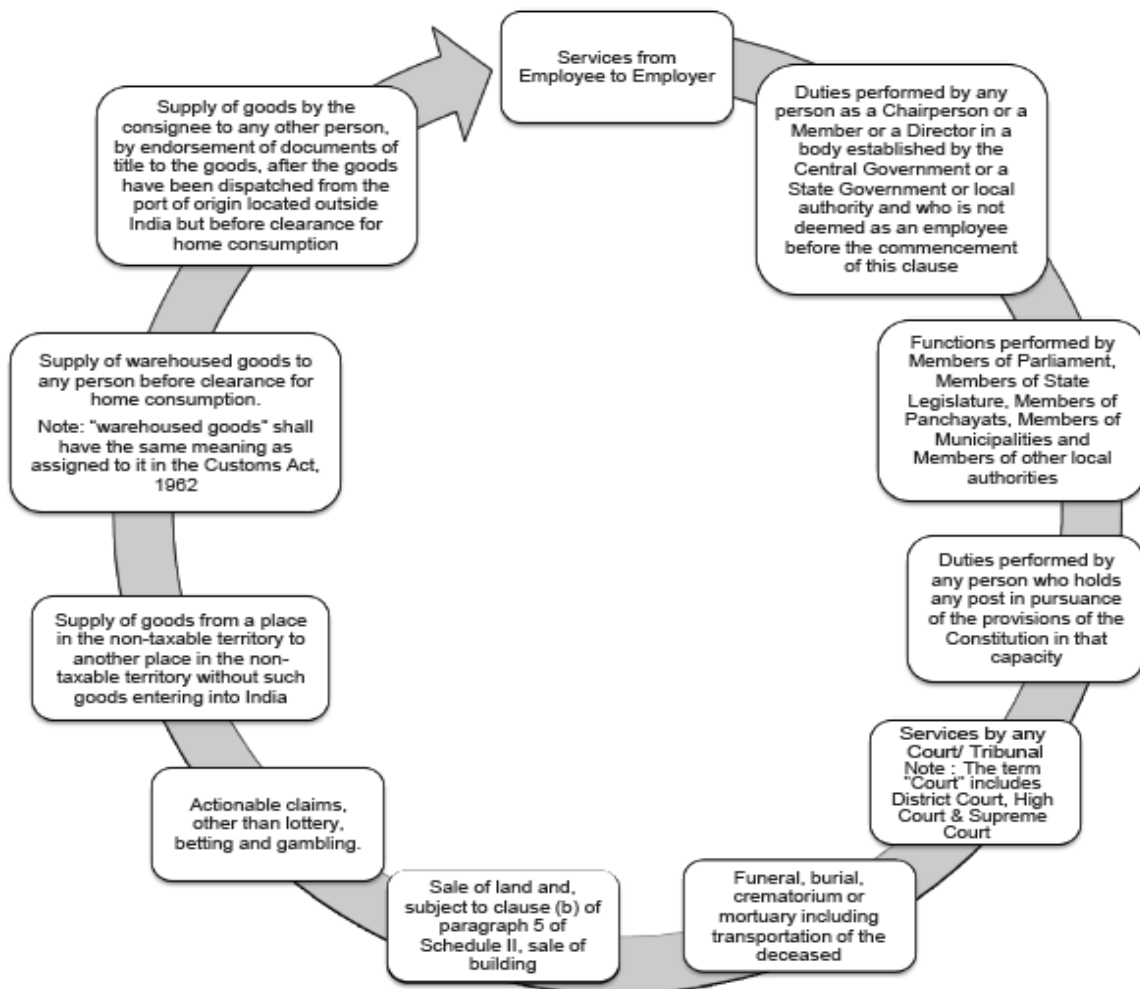 Services from
Employee to Employer
Duties performed by any
person as a Chairperson or a
Member or a Director in a
body established by the
Central Government or a
State Government or local
authority and who is not
deemed as an employee
before the commencement
of this clause
Functions performed by
Members of Parliament,
Members of State
Legislature, Members of
Panchayats, Members of
Municipalities and
Members of other local
authorities
Duties performed by
any person who holds
any post in pursuance
of the provisions of the
Constitution in that
capacity
Services by any
Court/ Tribunal
Note : The term
"Court" includes
District Court, High
Court & Supreme
Court
Funeral, burial,
crematorium or
mortuary including
transportation of the
deceased
Sale of land and,
subject to clause (b) of
paragraph 5 of
Schedule II, sale of
building
Actionable claims,
other than lottery,
betting and gambling.
Supply of goods from a place
in the non-taxable territory to
another place in the non-
taxable territory without such
goods entering into India
Supply of warehoused goods to
any person before clearance for
home consumption.
Note: "warehoused goods" shall
have the same meaning as
assigned to it in the Customs Act,
1962
Supply of goods by the
consignee to any other person,
by endorsement of documents of
title to the goods, after the goods
have been dispatched from the
port of origin located outside
India but before clearance for
home consumption